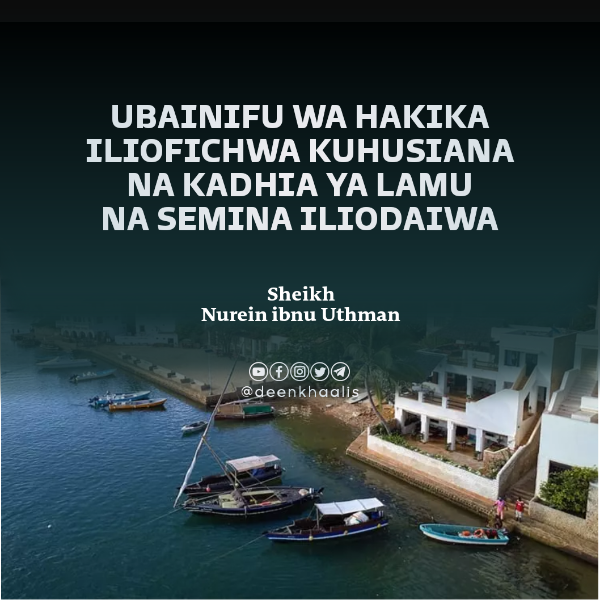 UBAINIFU WA HAKIKA
ILIOFICHWA KUHUSIANA
NA KADHIA YA LAMU
NA SEMINA ILIODAIWA
Sheikh
Nurein ibnu Uthman
@deenkhaalis